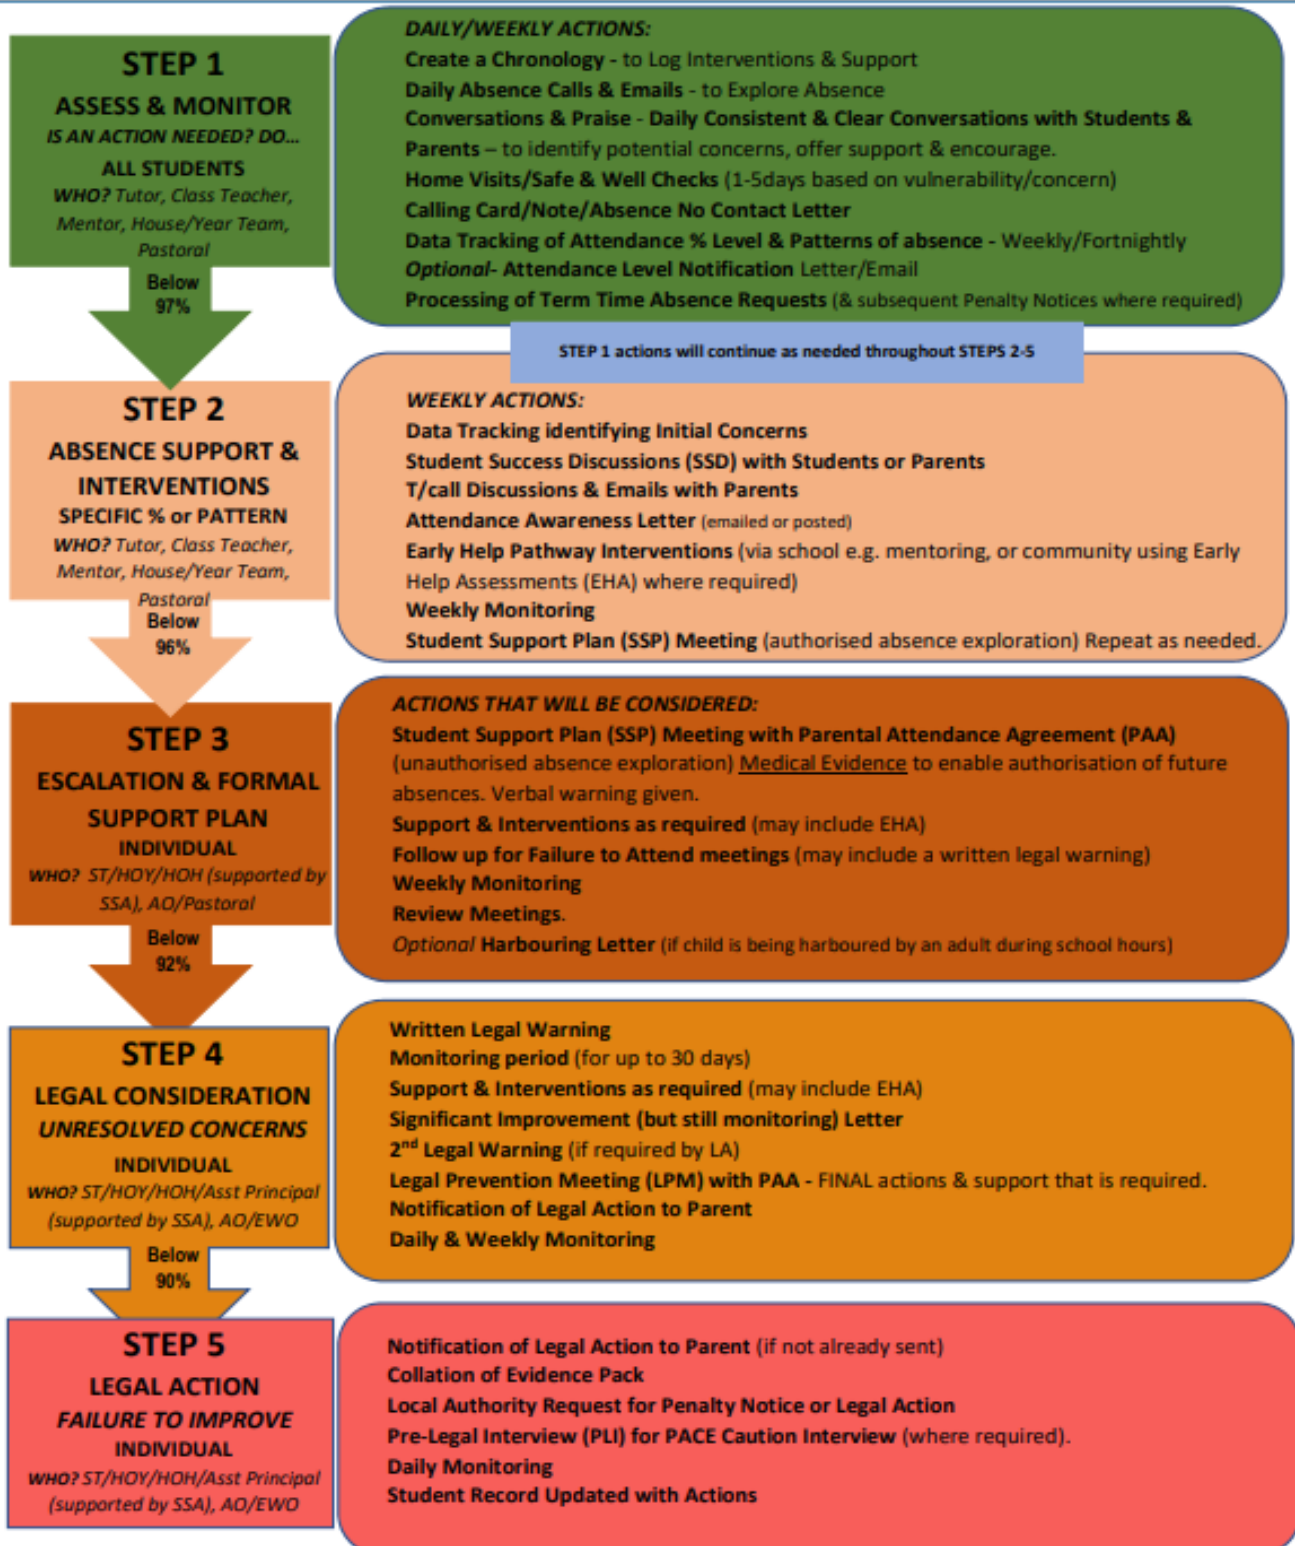 STEP 1
ASSESS & MONITOR
IS AN ACTION NEEDED? DO...
ALL STUDENTS
WHO? Tutor, Class Teacher,
Mentor, House/Year Team,
Pastoral
Below
97%
DAILY/WEEKLY ACTIONS:
Create a Chronology - to Log Interventions & Support
Daily Absence Calls & Emails - to Explore Absence
Conversations & Praise - Daily Consistent & Clear Conversations with Students &
Parents – to identify potential concerns, offer support & encourage.
Home Visits/Safe & Well Checks (1-5days based on vulnerability/concern)
Calling Card/Note/Absence No Contact Letter
Data Tracking of Attendance % Level & Patterns of absence - Weekly/Fortnightly
Optional- Attendance Level Notification Letter/Email
Processing of Term Time Absence Requests (& subsequent Penalty Notices where required)
STEP 1 actions will continue as needed throughout STEPS 2-5
STEP 2
ABSENCE SUPPORT &
INTERVENTIONS
SPECIFIC % or PATTERN
WHO? Tutor, Class Teacher,
Mentor, House/Year Team,
Pastoral
Below
96%
WEEKLY ACTIONS:
Data Tracking identifying Initial Concerns
Student Success Discussions (SSD) with Students or Parents
T/call Discussions & Emails with Parents
Attendance Awareness Letter (emailed or posted)
Early Help Pathway Interventions (via school e.g. mentoring, or community using Early
Help Assessments (EHA) where required)
Weekly Monitoring
Student Support Plan (SSP) Meeting (authorised absence exploration) Repeat as needed.
STEP 3
ESCALATION & FORMAL
SUPPORT PLAN
INDIVIDUAL
WHO? ST/HOY/HOH (supported by
SSA), AO/Pastoral
Below
92%
ACTIONS THAT WILL BE CONSIDERED:
Student Support Plan (SSP) Meeting with Parental Attendance Agreement (PAA)
(unauthorised absence exploration) Medical Evidence to enable authorisation of future
absences. Verbal warning given.
Support & Interventions as required (may include EHA)
Follow up for Failure to Attend meetings (may include a written legal warning)
Weekly Monitoring
Review Meetings.
Optional Harbouring Letter (if child is being harboured by an adult during school hours)
STEP 4
LEGAL CONSIDERATION
UNRESOLVED CONCERNS
INDIVIDUAL
WHO? ST/HOY/HOH/Asst Principal
(supported by SSA), AO/EWO
Below
90%
Written Legal Warning
Monitoring period (for up to 30 days)
Support & Interventions as required (may include EHA)
Significant Improvement (but still monitoring) Letter
2nd Legal Warning (if required by LA)
Legal Prevention Meeting (LPM) with PAA - FINAL actions & support that is required.
Notification of Legal Action to Parent
Daily & Weekly Monitoring
STEP 5
LEGAL ACTION
FAILURE TO IMPROVE
INDIVIDUAL
WHO? ST/HOY/HOH/Asst Principal
(supported by SSA), AO/EWO
Notification of Legal Action to Parent (if not already sent)
Collation of Evidence Pack
Local Authority Request for Penalty Notice or Legal Action
Pre-Legal Interview (PLI) for PACE Caution Interview (where required).
Daily Monitoring
Student Record Updated with Actions